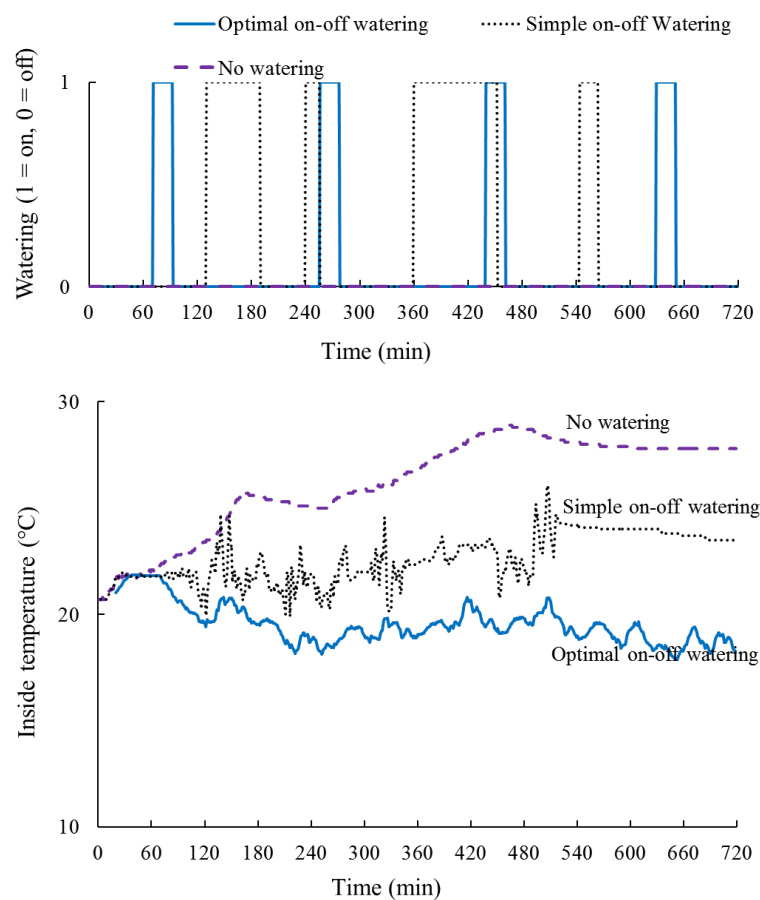 Optimal on-off watering
Simple on-off Watering
No watering
Watering (1 = on, 0 = off)
1
0
0 60 120 180 240 300 360 420 480 540 600 660 720
Time (min)
Inside temperature (°C)
30
20
10
No watering
Simple on-off watering
Optimal on-off watering
0 60 120 180 240 300 360 420 480 540 600 660 720
Time (min)